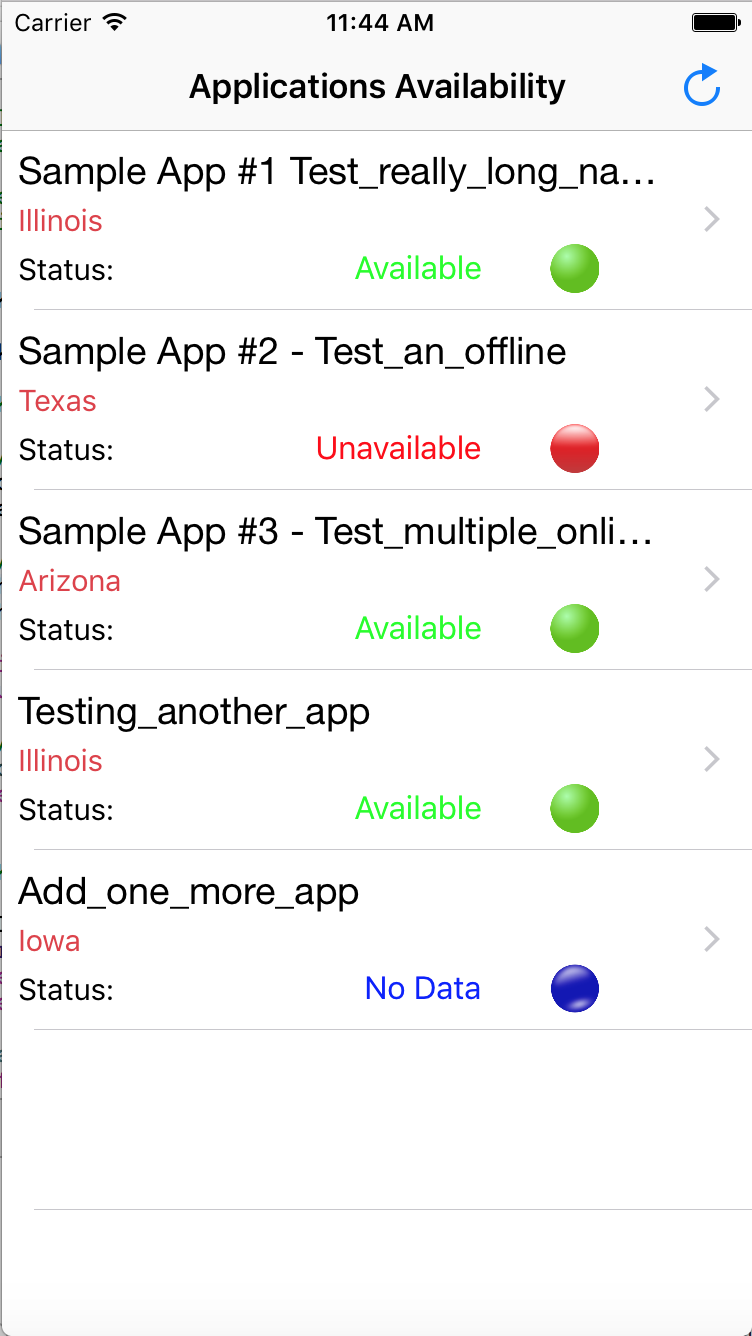 Carrier 11:44 AM
Applications Availability
Sample App #1 Test_really_long_na...
Illinois
Status: Available
Sample App #2 - Test_an_offline
Texas
Status: Unavailable
Sample App #3 - Test_multiple_onli...
Arizona
Status: Available
Testing_another_app
Illinois
Status: Available
Add_one_more_app
Iowa
Status: No Data